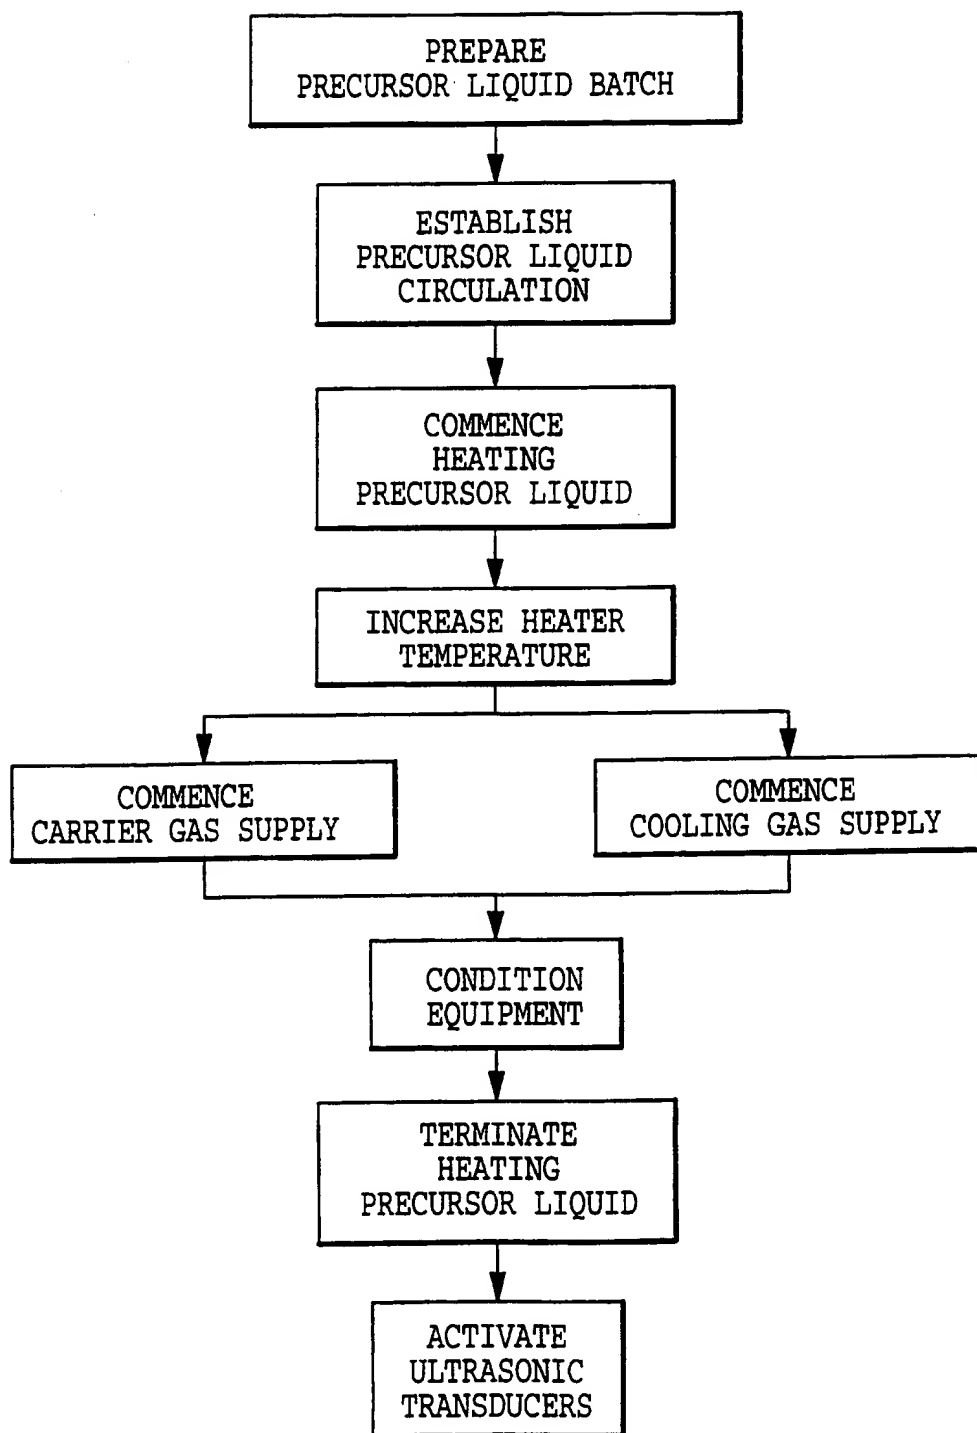 PREPARE
PRECURSOR LIQUID BATCH
ESTABLISH
PRECURSOR LIQUID
CIRCULATION
COMMENCE
HEATING
PRECURSOR LIQUID
INCREASE HEATER
TEMPERATURE
COMMENCE
CARRIER GAS SUPPLY
COMMENCE
COOLING GAS SUPPLY
CONDITION
EQUIPMENT
TERMINATE
HEATING
PRECURSOR LIQUID
ACTIVATE
ULTRASONIC
TRANSDUCERS